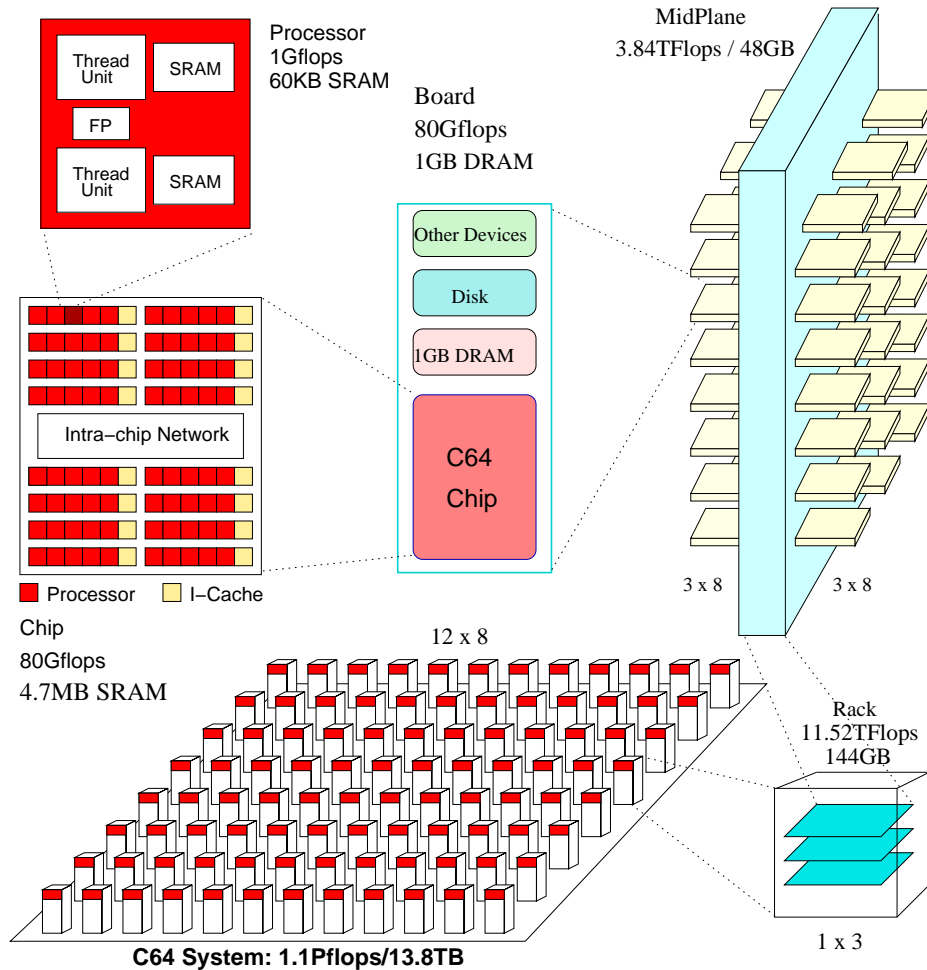 Processor
1Gflops
60KB SRAM
Thread
Unit
SRAM
FP
Thread
Unit
SRAM
Board
80Gflops
1GB DRAM
MidPlane
3.84TFlops / 48GB
Other Devices
Disk
1GB DRAM
C64
Chip
Intra−chip Network
Processor
I−Cache
Chip
80Gflops
4.7MB SRAM
3 x 8
3 x 8
12 x 8
Rack
11.52TFlops
144GB
1 x 3
C64 System: 1.1Pflops/13.8TB